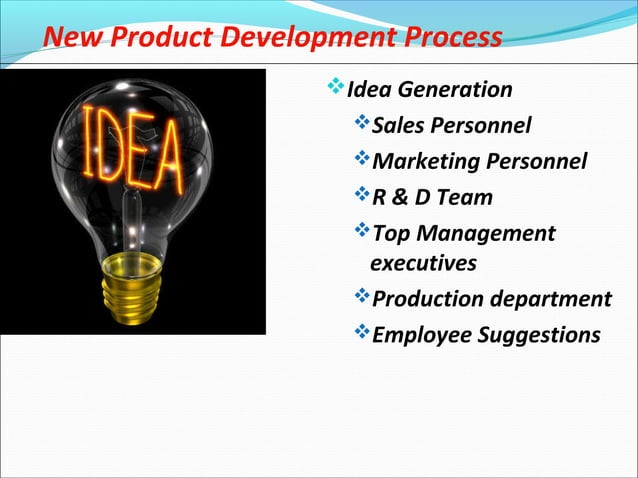 New Product Development Process
IDEA
Idea Generation
Sales Personnel
Marketing Personnel
R & D Team
Top Management
executives
Production department
Employee Suggestions